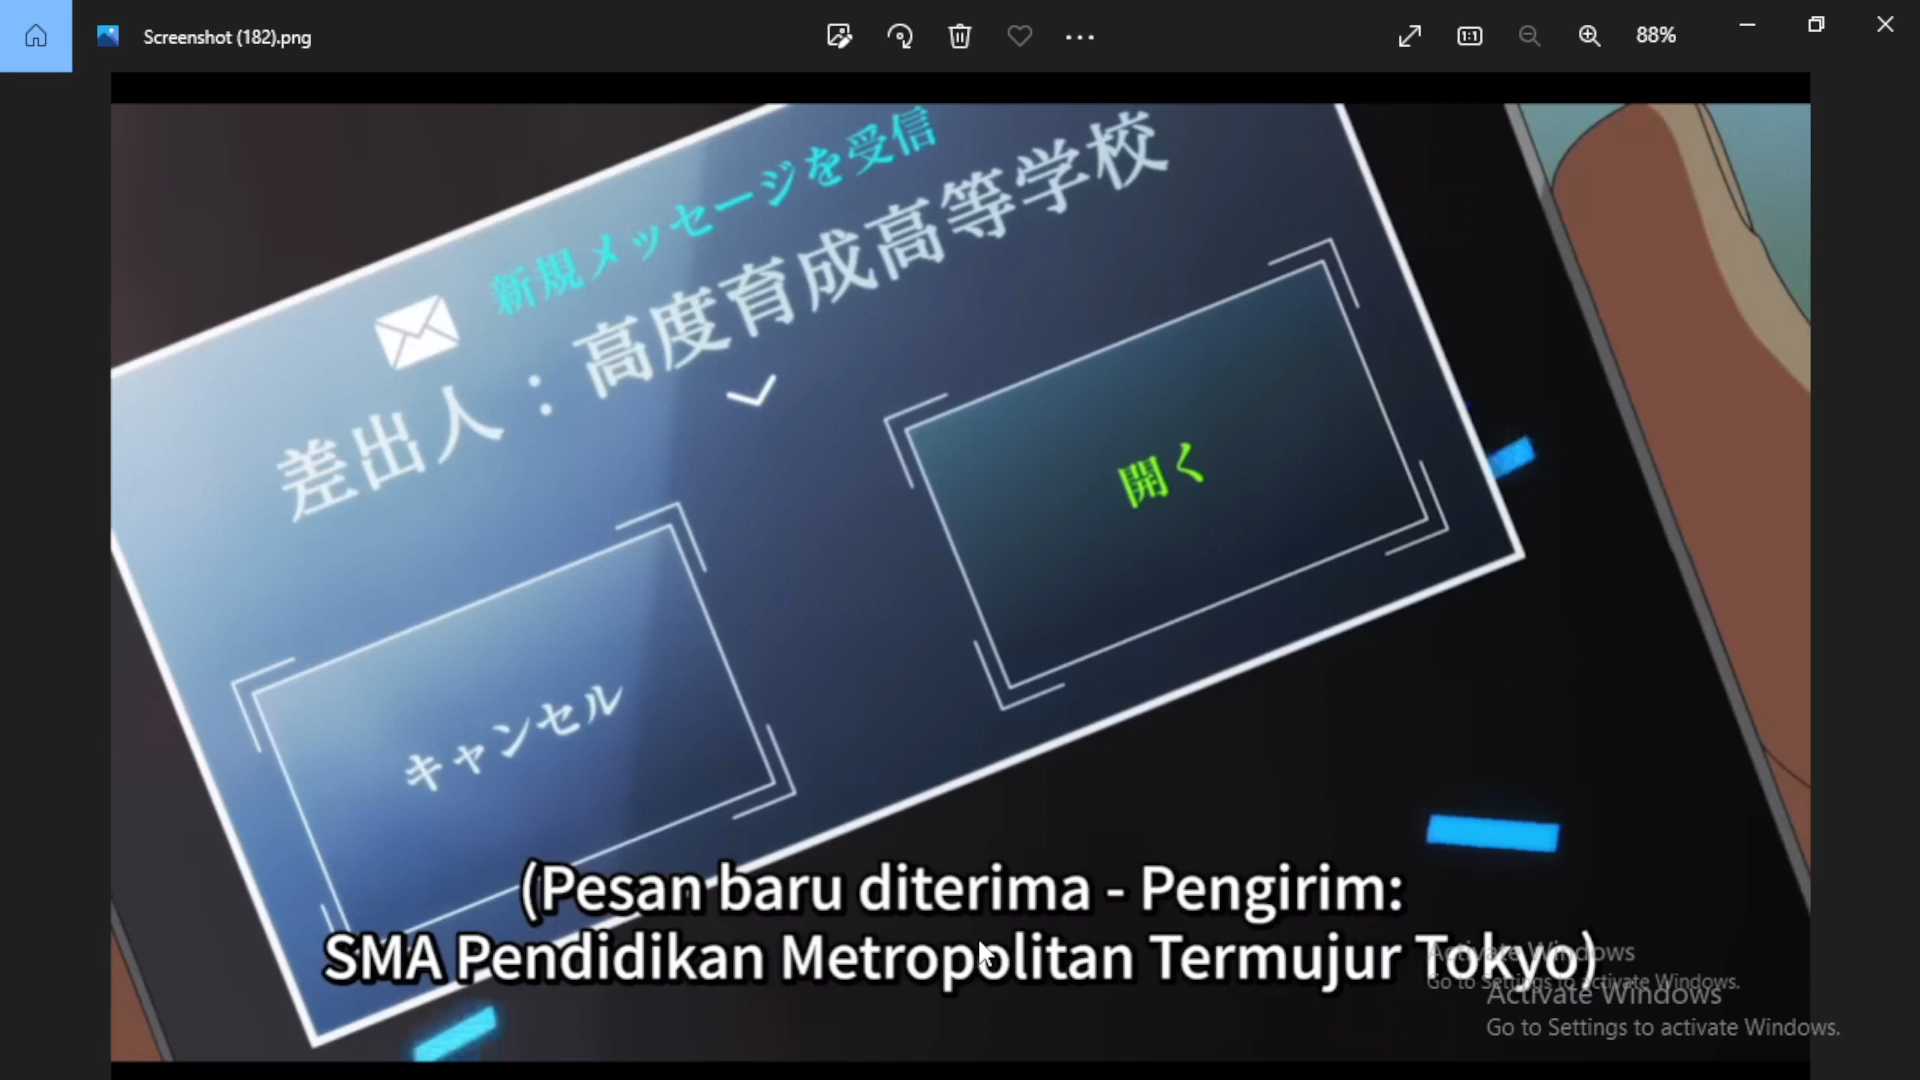 Screenshot (182).png
88%
新規メッセージを受信
差出人：高度育成高等学校
開く
キャンセル
(Pesan baru diterima - Pengirim:
SMA Pendidikan Metropolitan Termujur Tokyo)
Activate Windows
Go to Settings to activate Windows.
Activate Windows
Go to Settings to activate Windows.